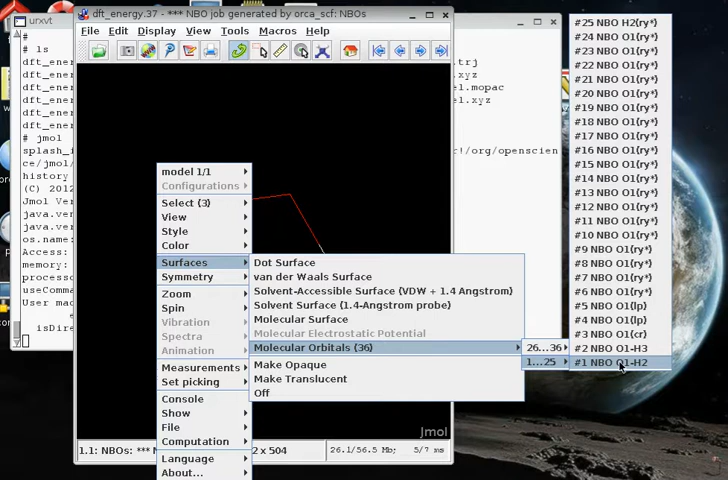 urxvt
#
# ls
dft_ener
dft_ener
dft_ener
dft_ener
dft_ener
dft_ener
# jmol
splash_
ce/jmol/
history
(C) 2012
Jmol Ver
java.ver
java.ver
os.name:
Access:
memory:
processo
useComma
User mac
isDire
dft_energy.37 - *** NBO job generated by orca_scf: NBOs
File Edit Display View Tools Macros Help
.trj
.xyz
el.mopac
el.xyz
r!/org/openscien
model 1/1
Configurations
Select (3)
View
Style
Color
Surfaces
Symmetry
Zoom
Spin
Vibration
Spectra
Animation
Measurements
Set picking
Console
Show
File
Computation
Language
About...
Dot Surface
van der Waals Surface
Solvent-Accessible Surface (VDW + 1.4 Angstrom)
Solvent Surface (1.4-Angstrom probe)
Molecular Surface
Molecular Electrostatic Potential
Molecular Orbitals (36)
Make Opaque
Make Translucent
Off
26...36
1...25
#25 NBO H2(ry*)
#24 NBO O1(ry*)
#23 NBO O1(ry*)
#22 NBO O1(ry*)
#21 NBO O1(ry*)
#20 NBO O1(ry*)
#19 NBO O1(ry*)
#18 NBO O1(ry*)
#17 NBO O1(ry*)
#16 NBO O1(ry*)
#15 NBO O1(ry*)
#14 NBO O1(ry*)
#13 NBO O1(ry*)
#12 NBO O1(ry*)
#11 NBO O1(ry*)
#10 NBO O1(ry*)
#9 NBO O1(ry*)
#8 NBO O1(ry*)
#7 NBO O1(ry*)
#6 NBO O1(ry*)
#5 NBO O1(lp)
#4 NBO O1(lp)
#3 NBO O1(cr)
#2 NBO O1-H3
#1 NBO O1-H2
Jmol
1.1: NBOs: ***
2 x 504
26.1/56.5 Mb;
5/7 ms